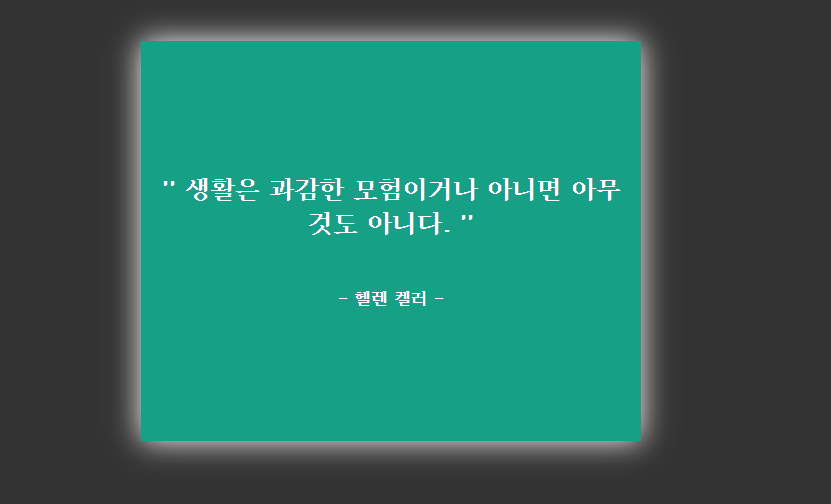 " 생활은 과감한 모험이거나 아니면 아무
것도 아니다. "
- 헬렌 켈러 -